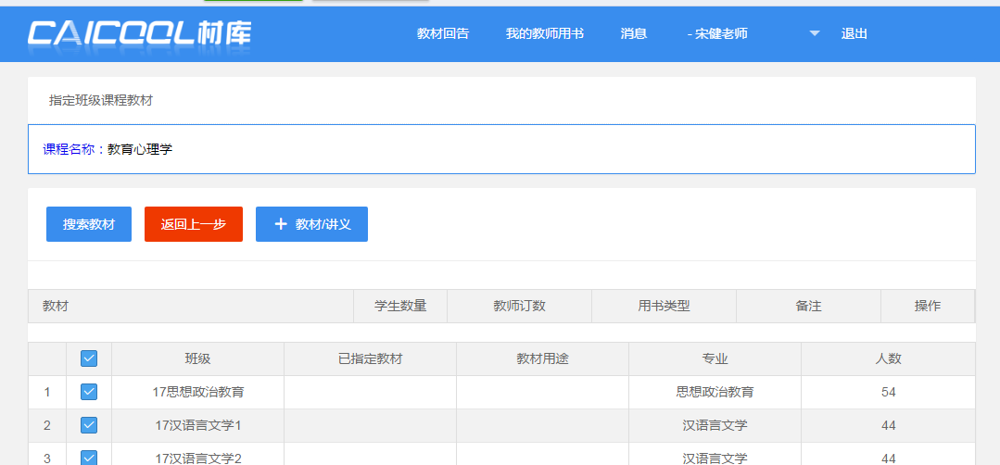 CAICOOL材库 教材回告 我的教师用书 消息 - 宋健老师 退出
指定班级课程教材
课程名称：教育心理学
搜索教材 返回上一步 + 教材/讲义
教材 学生数量 教师订数 用书类型 备注 操作
班级 已指定教材 教材用途 专业 人数
1 17思想政治教育 思想政治教育 54
2 17汉语言文学1 汉语言文学 44
3 17汉语言文学2 汉语言文学 44